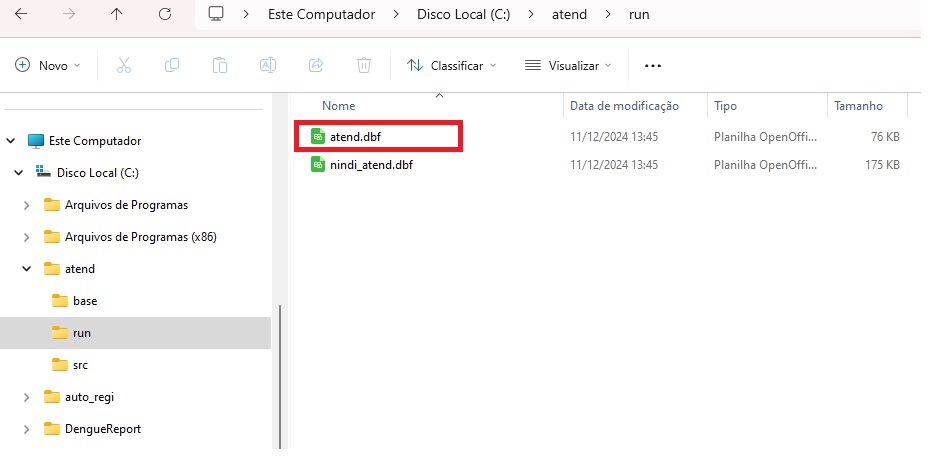 Este Computador > Disco Local (C:) > atend > run
Novo Classificar Visualizar ...
Nome Data de modificação Tipo Tamanho
atend.dbf 11/12/2024 13:45 Planilha OpenOffi... 76 KB
nindi_atend.dbf 11/12/2024 13:45 Planilha OpenOffi... 175 KB
Este Computador
Disco Local (C:)
Arquivos de Programas
Arquivos de Programas (x86)
atend
base
run
src
auto_regi
DengueReport